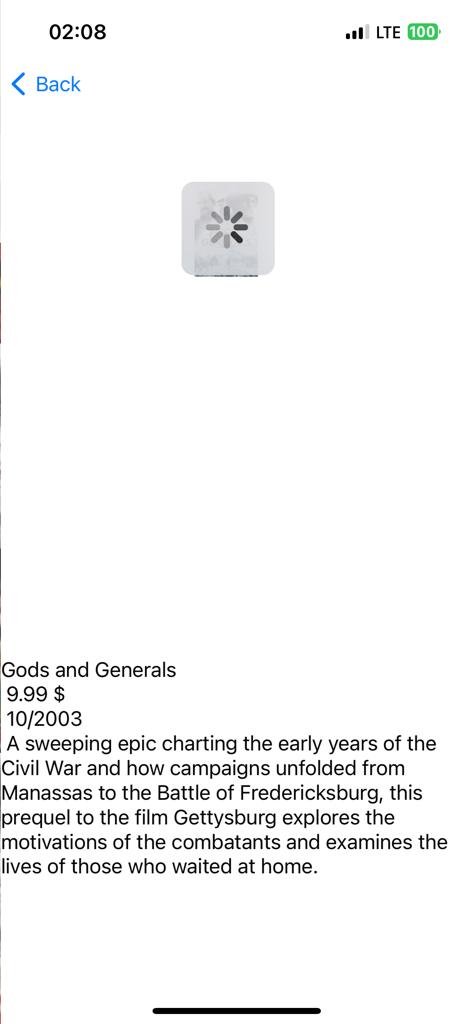 02:08
LTE 100
Back
Gods and Generals
9.99 $
10/2003
A sweeping epic charting the early years of the
Civil War and how campaigns unfolded from
Manassas to the Battle of Fredericksburg, this
prequel to the film Gettysburg explores the
motivations of the combatants and examines the
lives of those who waited at home.